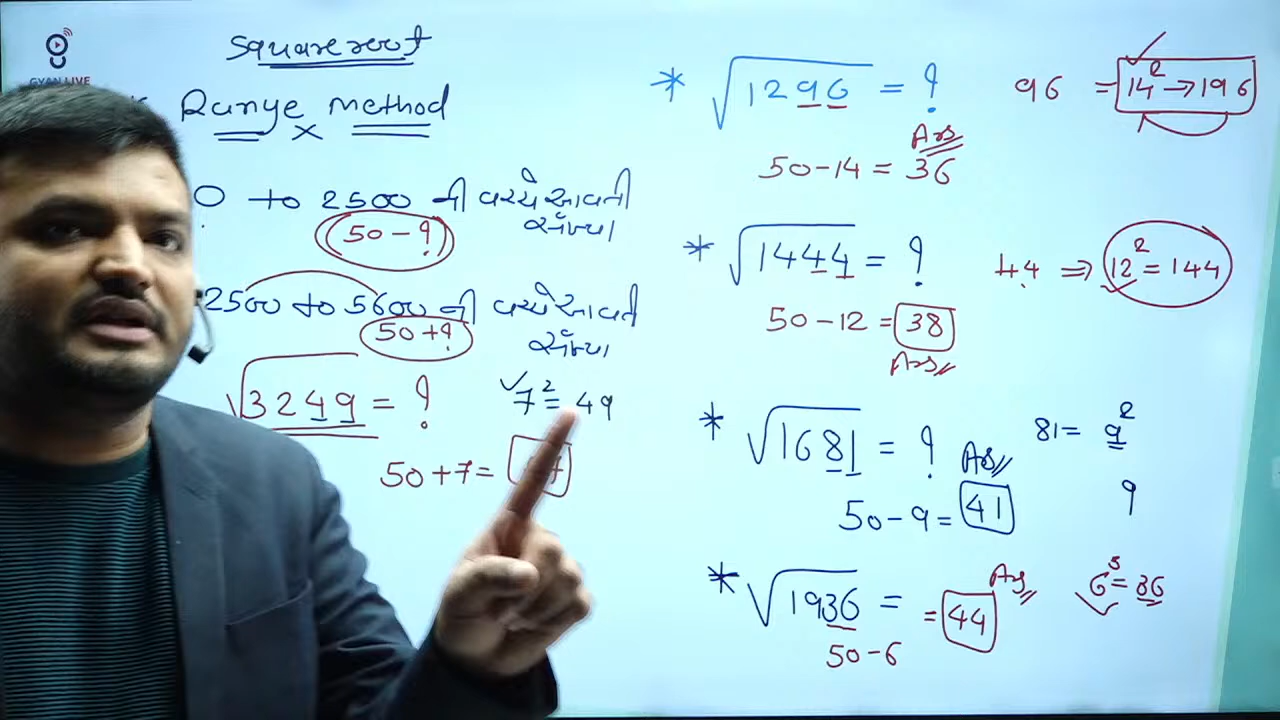 GYAN LIVE
Squareroot
Range method
0 to 2500 ની વચ્ચે આવતી
સંખ્યા
(50-?)
2500 to 5600 ની વચ્ચે આવતી
સંખ્યા
50+?
√3249 = ?
7² = 49
50+7=
* √1296 = ?
96 = 14² → 196
Ans
50-14 = 36
* √1444 = ?
44 ⇒ 12² = 144
50-12 = 38
Ans
* √1681 = ?
81 = 9²
Ans
50-9 = 41
9
* √1936 = = 44
Ans
6² = 36
50-6